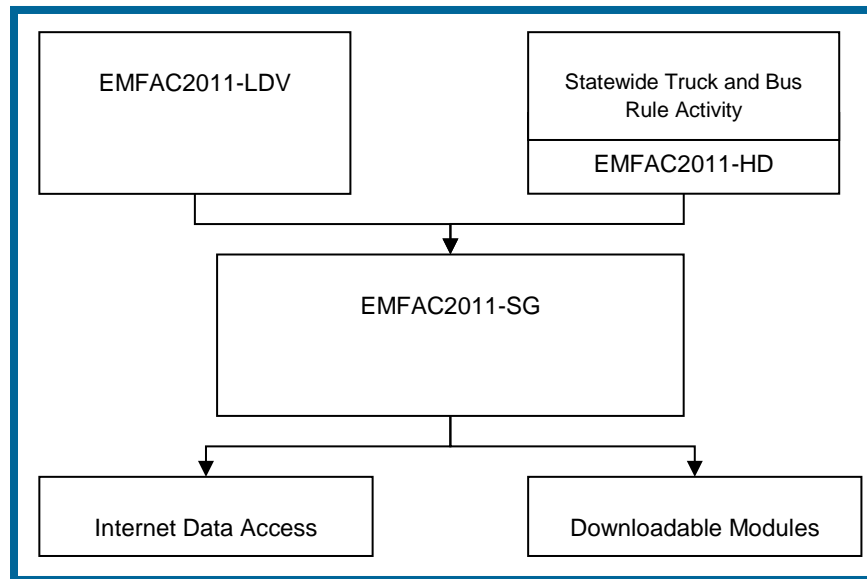 EMFAC2011-LDV
Statewide Truck and Bus
Rule Activity
EMFAC2011-HD
EMFAC2011-SG
Internet Data Access
Downloadable Modules